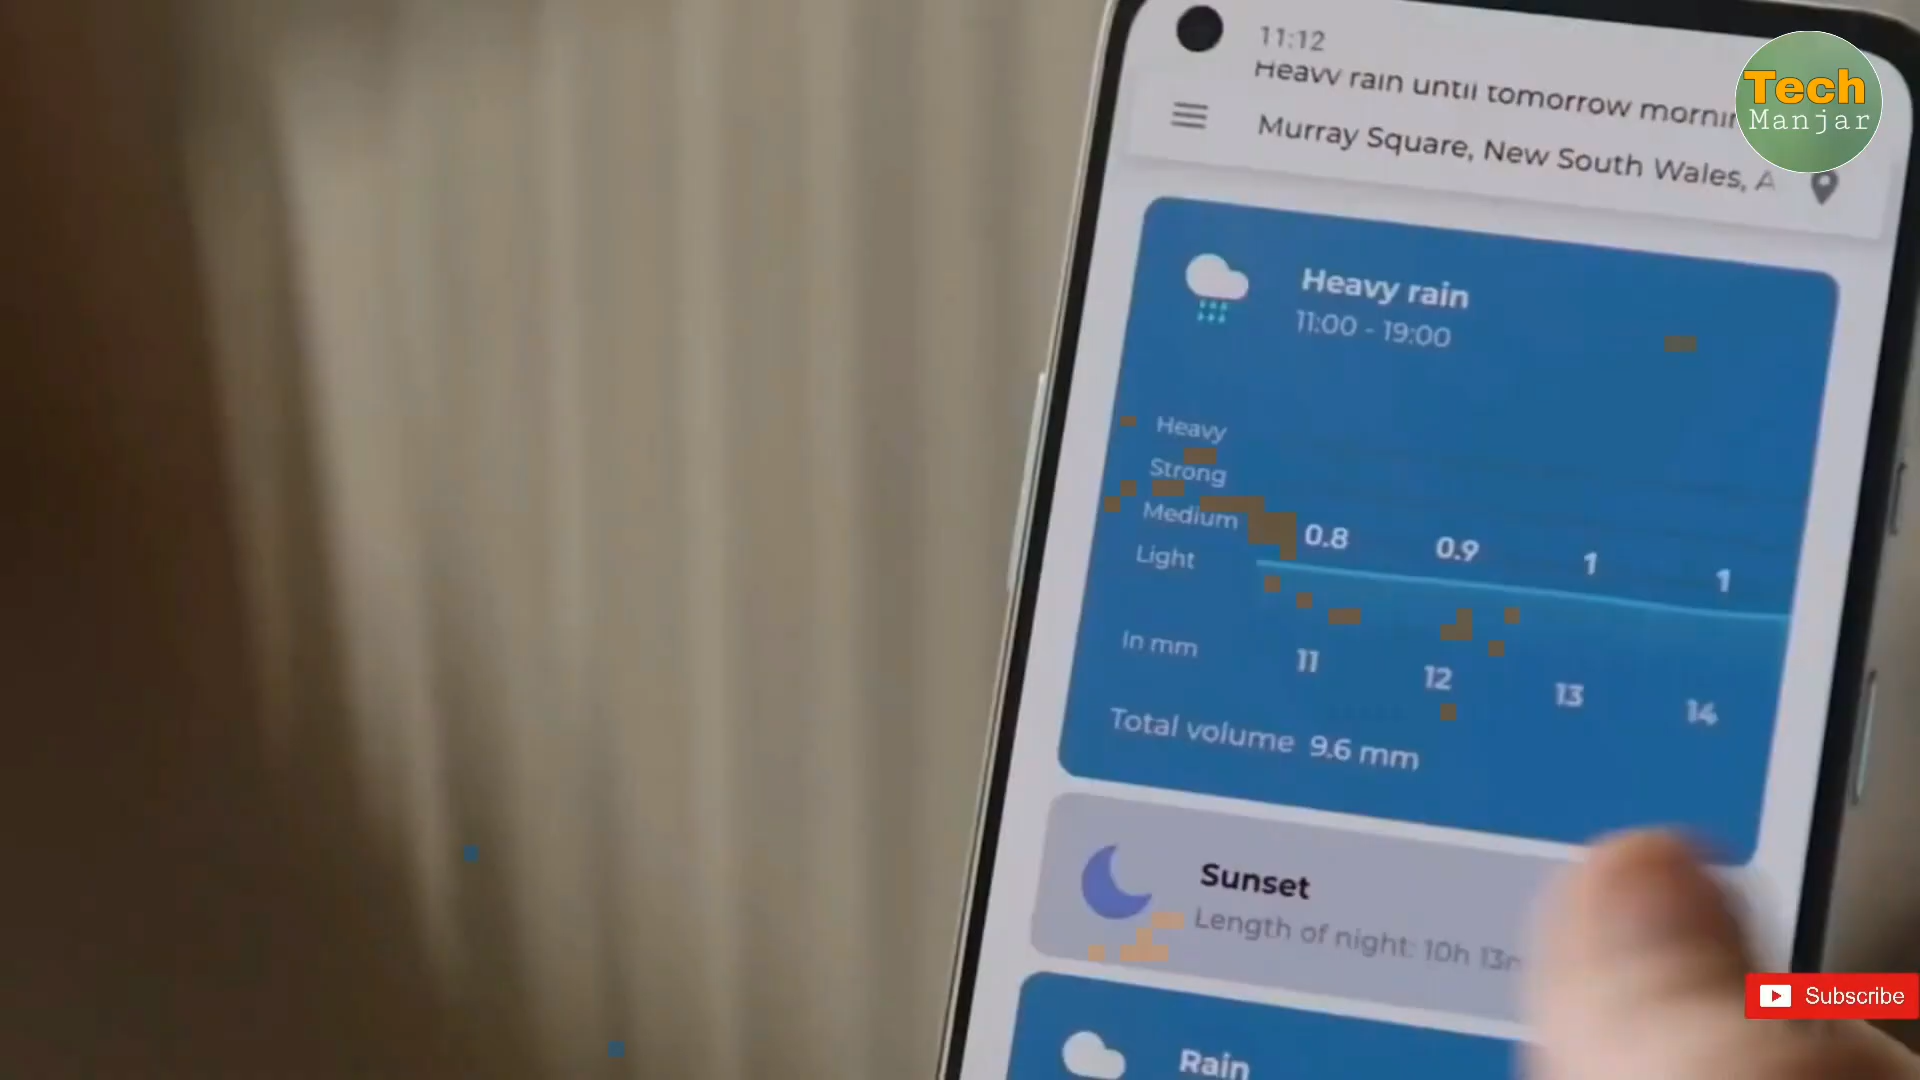 11:12
Heavy rain until tomorrow
Murray Square, New South Wales, A
Tech
Manjar
Heavy rain
11:00 - 19:00
Heavy
Strong
Medium
Light
0.8 0.9 1 1
In mm
11 12 13 14
Total volume 9.6 mm
Sunset
Length of night: 10h
Subscribe
Rain